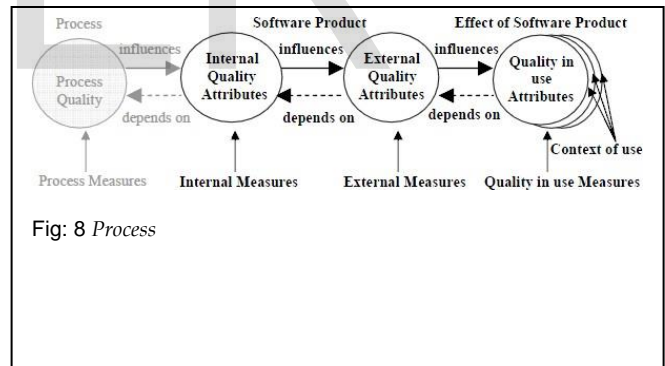 Process Software Product Effect of Software Product
influences influences influences
Process Quality
Internal Quality Attributes
External Quality Attributes
Quality in use Attributes
depends on depends on depends on
Context of use
Process Measures Internal Measures External Measures Quality in use Measures
Fig: 8 Process